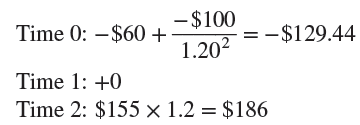 Time 0: −$60 + −$100 / 1.20² = −$129.44
Time 1: +0
Time 2: $155 × 1.2 = $186